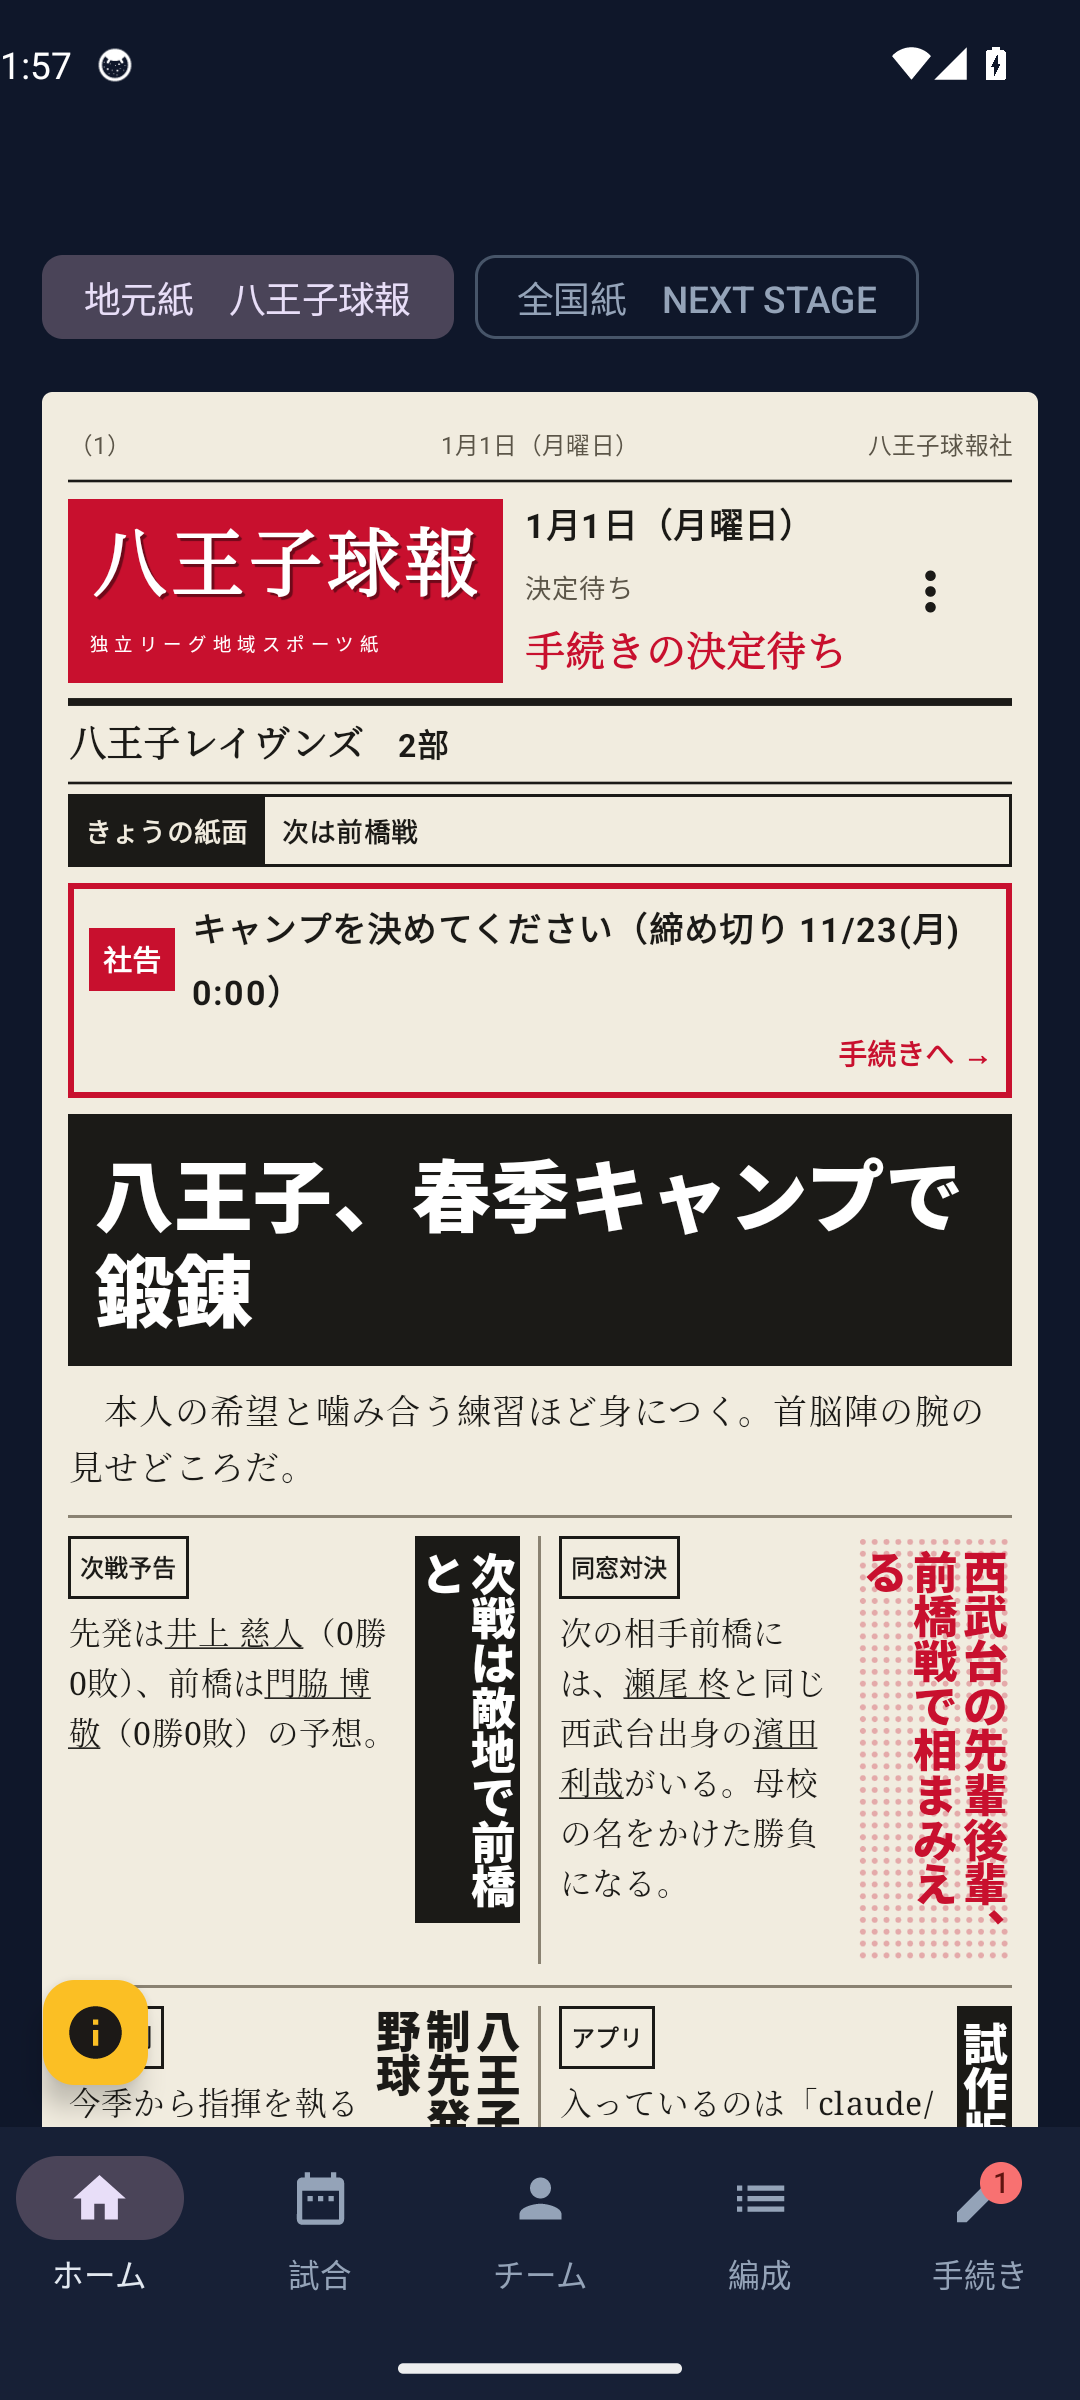 1:57
地元紙　八王子球報
全国紙　NEXT STAGE
（1）
1月1日（月曜日）
八王子球報社
八王子球報
独立リーグ地域スポーツ紙
1月1日（月曜日）
決定待ち
手続きの決定待ち
八王子レイヴンズ　2部
きょうの紙面
次は前橋戦
社告
キャンプを決めてください（締め切り 11/23(月)
0:00）
手続きへ →
八王子、春季キャンプで
鍛錬
本人の希望と噛み合う練習ほど身につく。首脳陣の腕の
見せどころだ。
次戦予告
次戦は敵地で前橋
と
先発は井上 慈人（0勝
0敗）、前橋は門脇 博
敬（0勝0敗）の予想。
同窓対決
西武台の先輩後輩、
前橋戦で相まみえ
る
次の相手前橋に
は、瀬尾 柊と同じ
西武台出身の濱田
利哉がいる。母校
の名をかけた勝負
になる。
八王子
制先発
野球
今季から指揮を執る
アプリ
試作版
入っているのは「claude/
ホーム
試合
チーム
編成
1
手続き